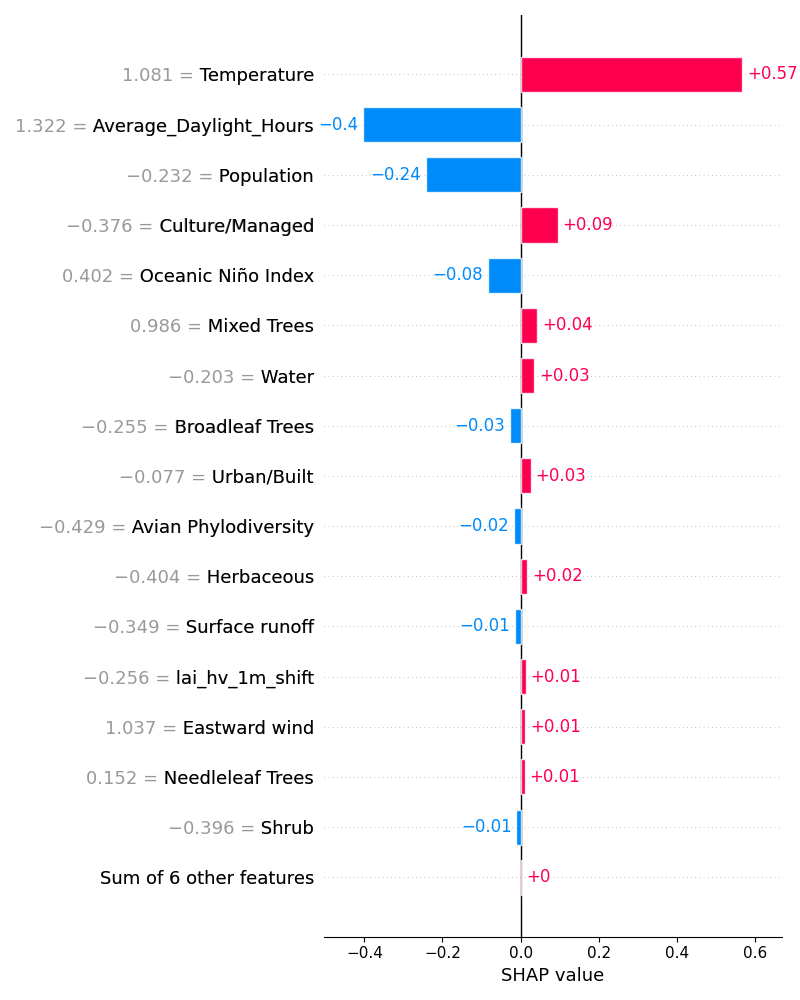 1.081 = Temperature +0.57
1.322 = Average_Daylight_Hours −0.4
−0.232 = Population −0.24
−0.376 = Culture/Managed +0.09
0.402 = Oceanic Niño Index −0.08
0.986 = Mixed Trees +0.04
−0.203 = Water +0.03
−0.255 = Broadleaf Trees −0.03
−0.077 = Urban/Built +0.03
−0.429 = Avian Phylodiversity −0.02
−0.404 = Herbaceous +0.02
−0.349 = Surface runoff −0.01
−0.256 = lai_hv_1m_shift +0.01
1.037 = Eastward wind +0.01
0.152 = Needleleaf Trees +0.01
−0.396 = Shrub −0.01
Sum of 6 other features +0
−0.4 −0.2 0.0 0.2 0.4 0.6
SHAP value